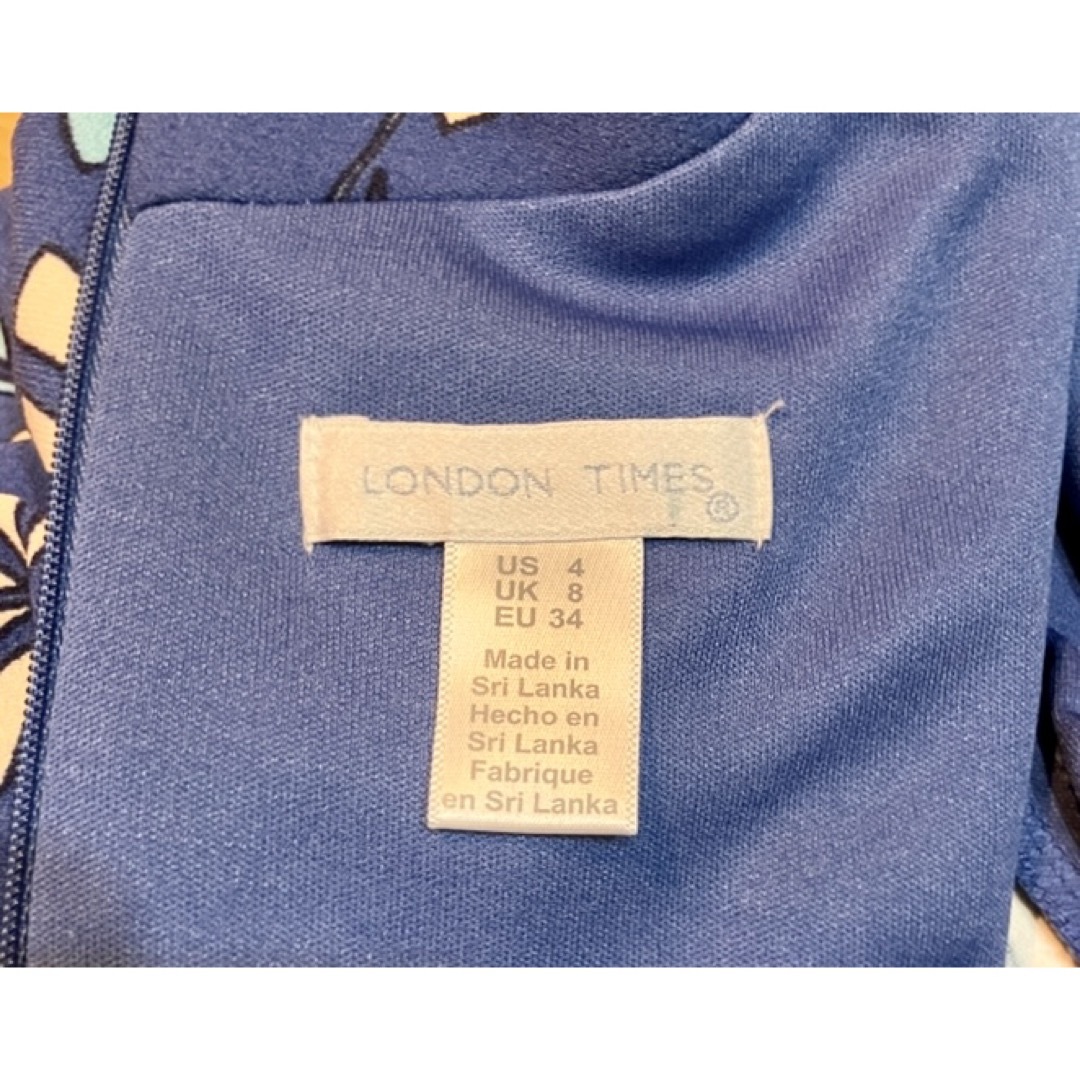 LONDON TIMES®
US 4
UK 8
EU 34
Made in
Sri Lanka
Hecho en
Sri Lanka
Fabrique
en Sri Lanka